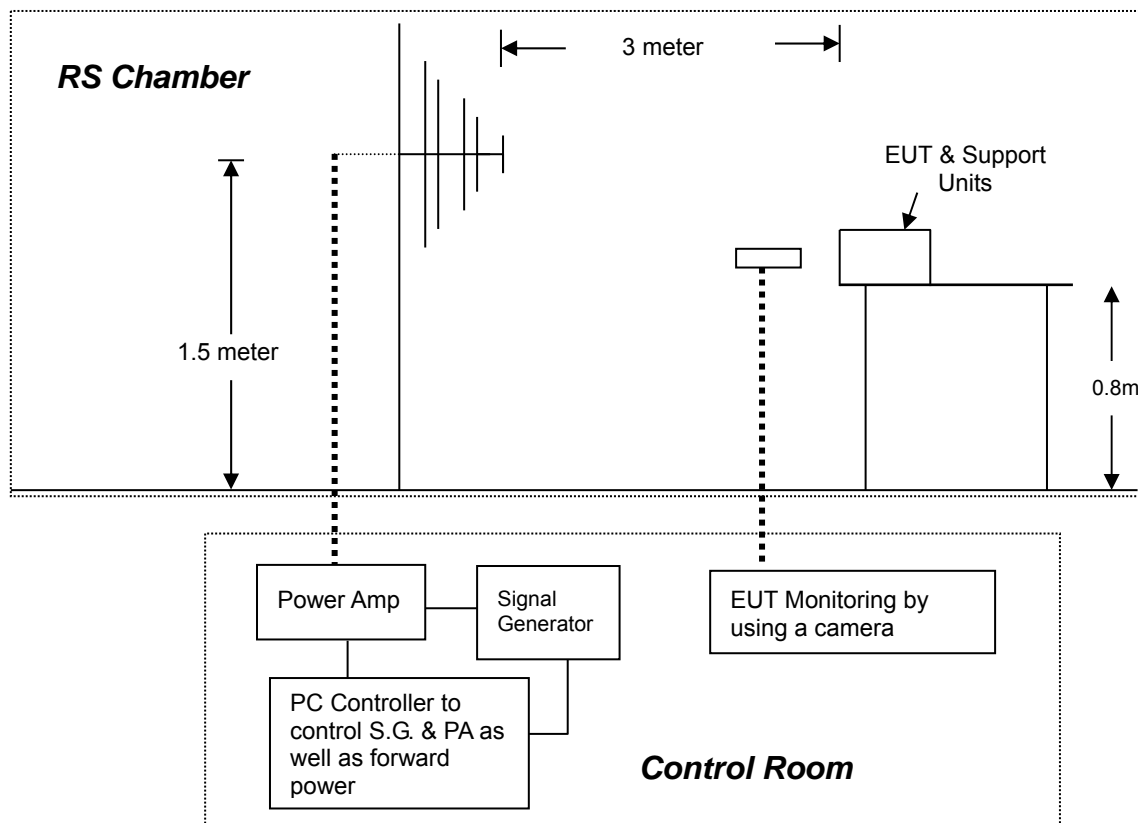 3 meter
RS Chamber
EUT & Support
Units
1.5 meter
0.8m
Power Amp
Signal
Generator
EUT Monitoring by
using a camera
PC Controller to
control S.G. & PA as
well as forward
power
Control Room